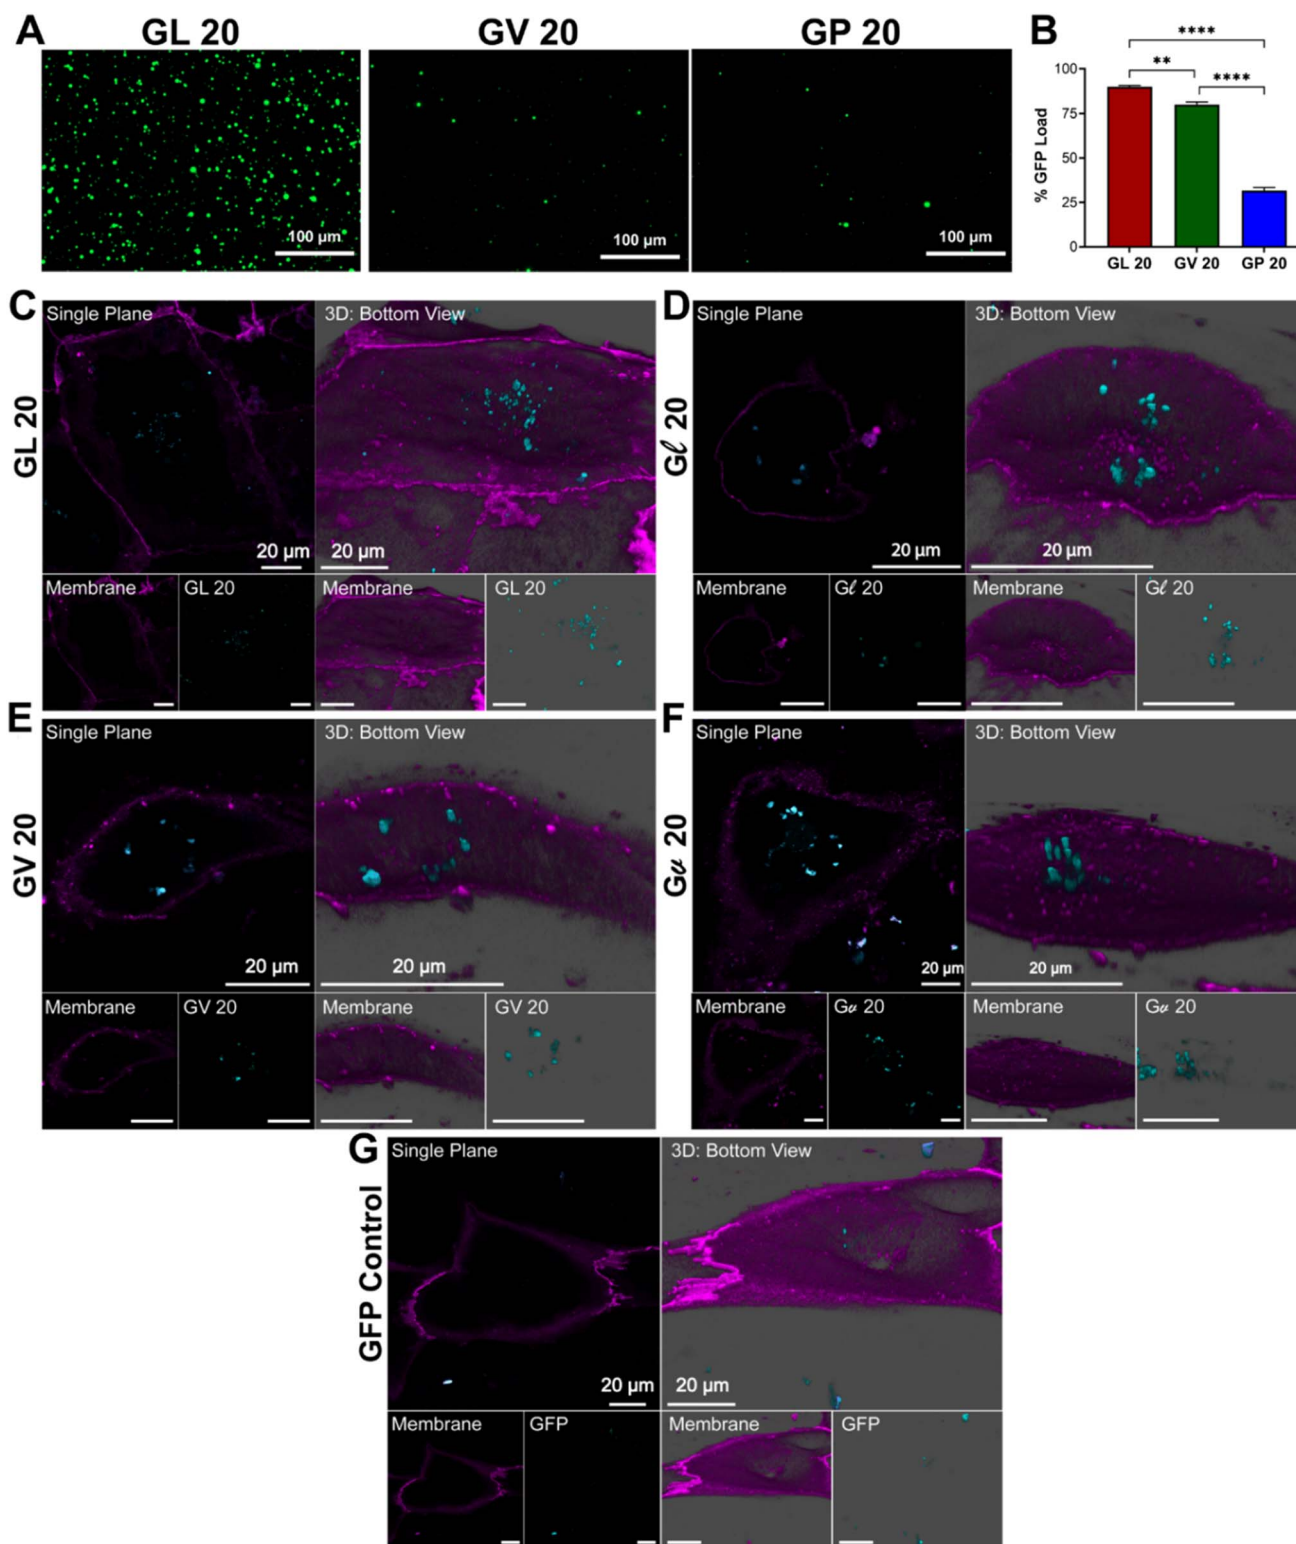 A
GL 20
GV 20
GP 20
100 µm
100 µm
100 µm
B
****
**
****
% GFP Load
100
75
50
25
0
GL 20
GV 20
GP 20
C
GL 20
Single Plane
3D: Bottom View
20 µm
20 µm
Membrane
GL 20
Membrane
GL 20
D
Gℓ 20
Single Plane
3D: Bottom View
20 µm
20 µm
Membrane
Gℓ 20
Membrane
Gℓ 20
E
GV 20
Single Plane
3D: Bottom View
20 µm
20 µm
Membrane
GV 20
Membrane
GV 20
F
G𝓋 20
Single Plane
3D: Bottom View
20 µm
20 µm
Membrane
G𝓋 20
Membrane
G𝓋 20
G
GFP Control
Single Plane
3D: Bottom View
20 µm
20 µm
Membrane
GFP
Membrane
GFP